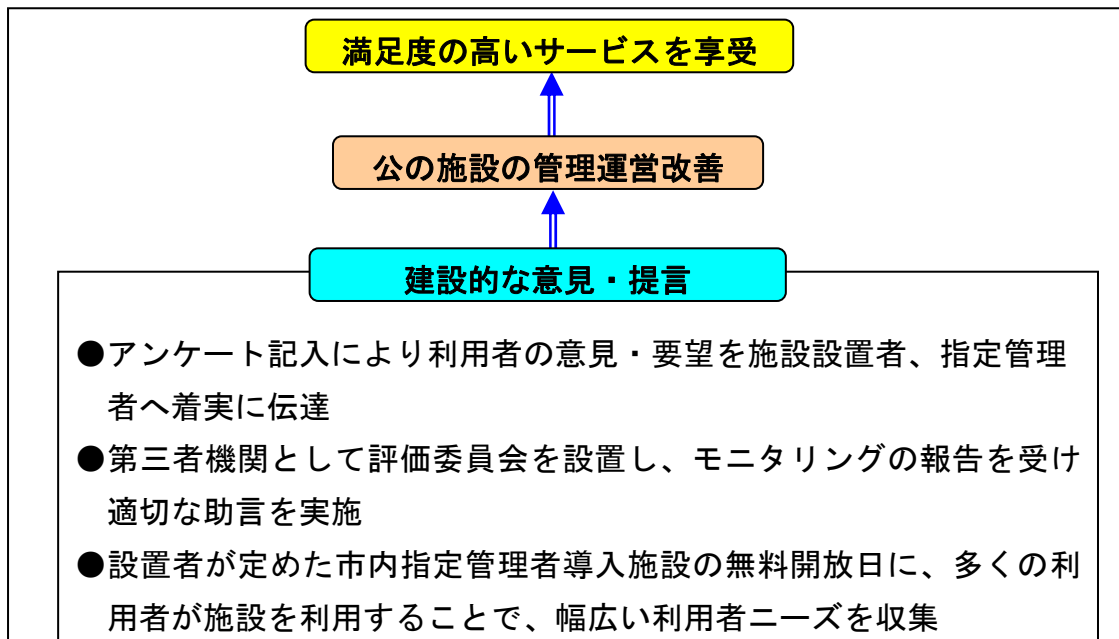 満足度の高いサービスを享受
公の施設の管理運営改善
建設的な意見・提言
●アンケート記入により利用者の意見・要望を施設設置者、指定管理
者へ着実に伝達
●第三者機関として評価委員会を設置し、モニタリングの報告を受け
適切な助言を実施
●設置者が定めた市内指定管理者導入施設の無料開放日に、多くの利
用者が施設を利用することで、幅広い利用者ニーズを収集